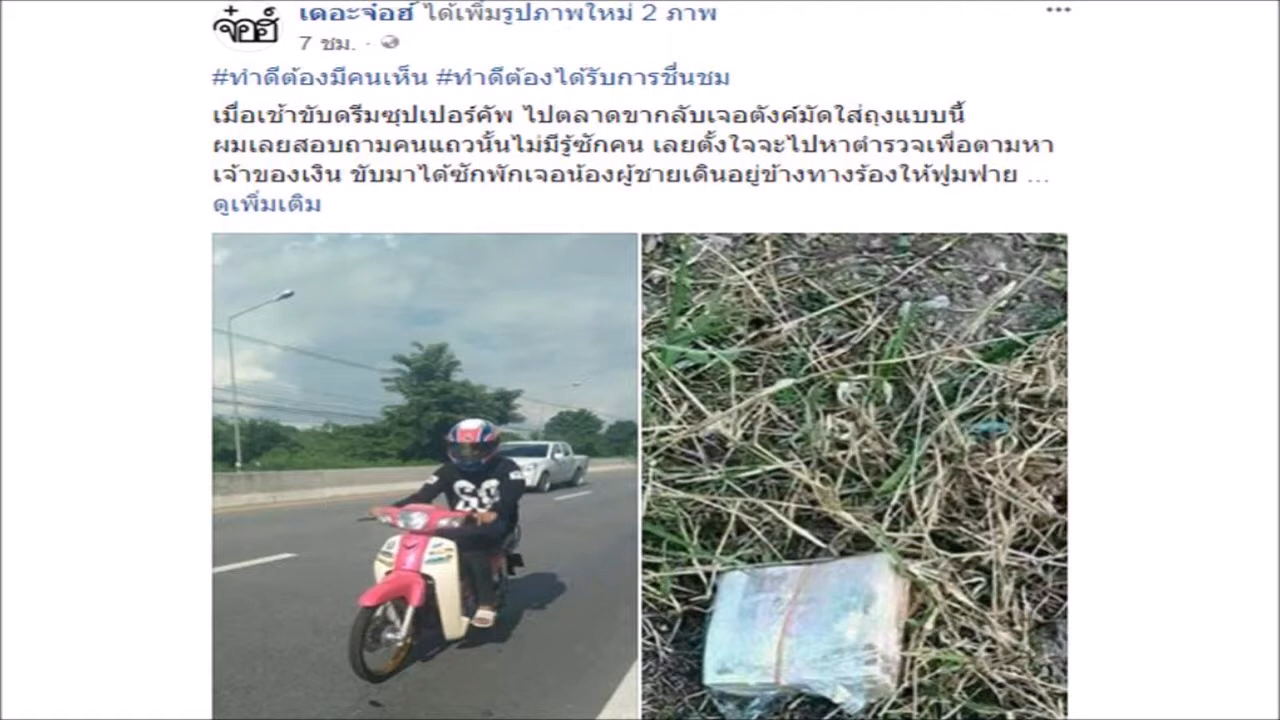 จ๋อฮ์
เดอะจ๋อฮ์ ได้เพิ่มรูปภาพใหม่ 2 ภาพ
7 ชม.
#ทำดีต้องมีคนเห็น #ทำดีต้องได้รับการชื่นชม
เมื่อเช้าขับดรีมซุปเปอร์คัพ ไปตลาดขากลับเจอตังค์มัดใส่ถุงแบบนี้
ผมเลยสอบถามคนแถวนั้นไม่มีรู้ซักคน เลยตั้งใจจะไปหาตำรวจเพื่อตามหา
เจ้าของเงิน ขับมาได้ซักพักเจอน้องผู้ชายเดินอยู่ข้างทางร้องให้ฟูมฟาย ...
ดูเพิ่มเติม